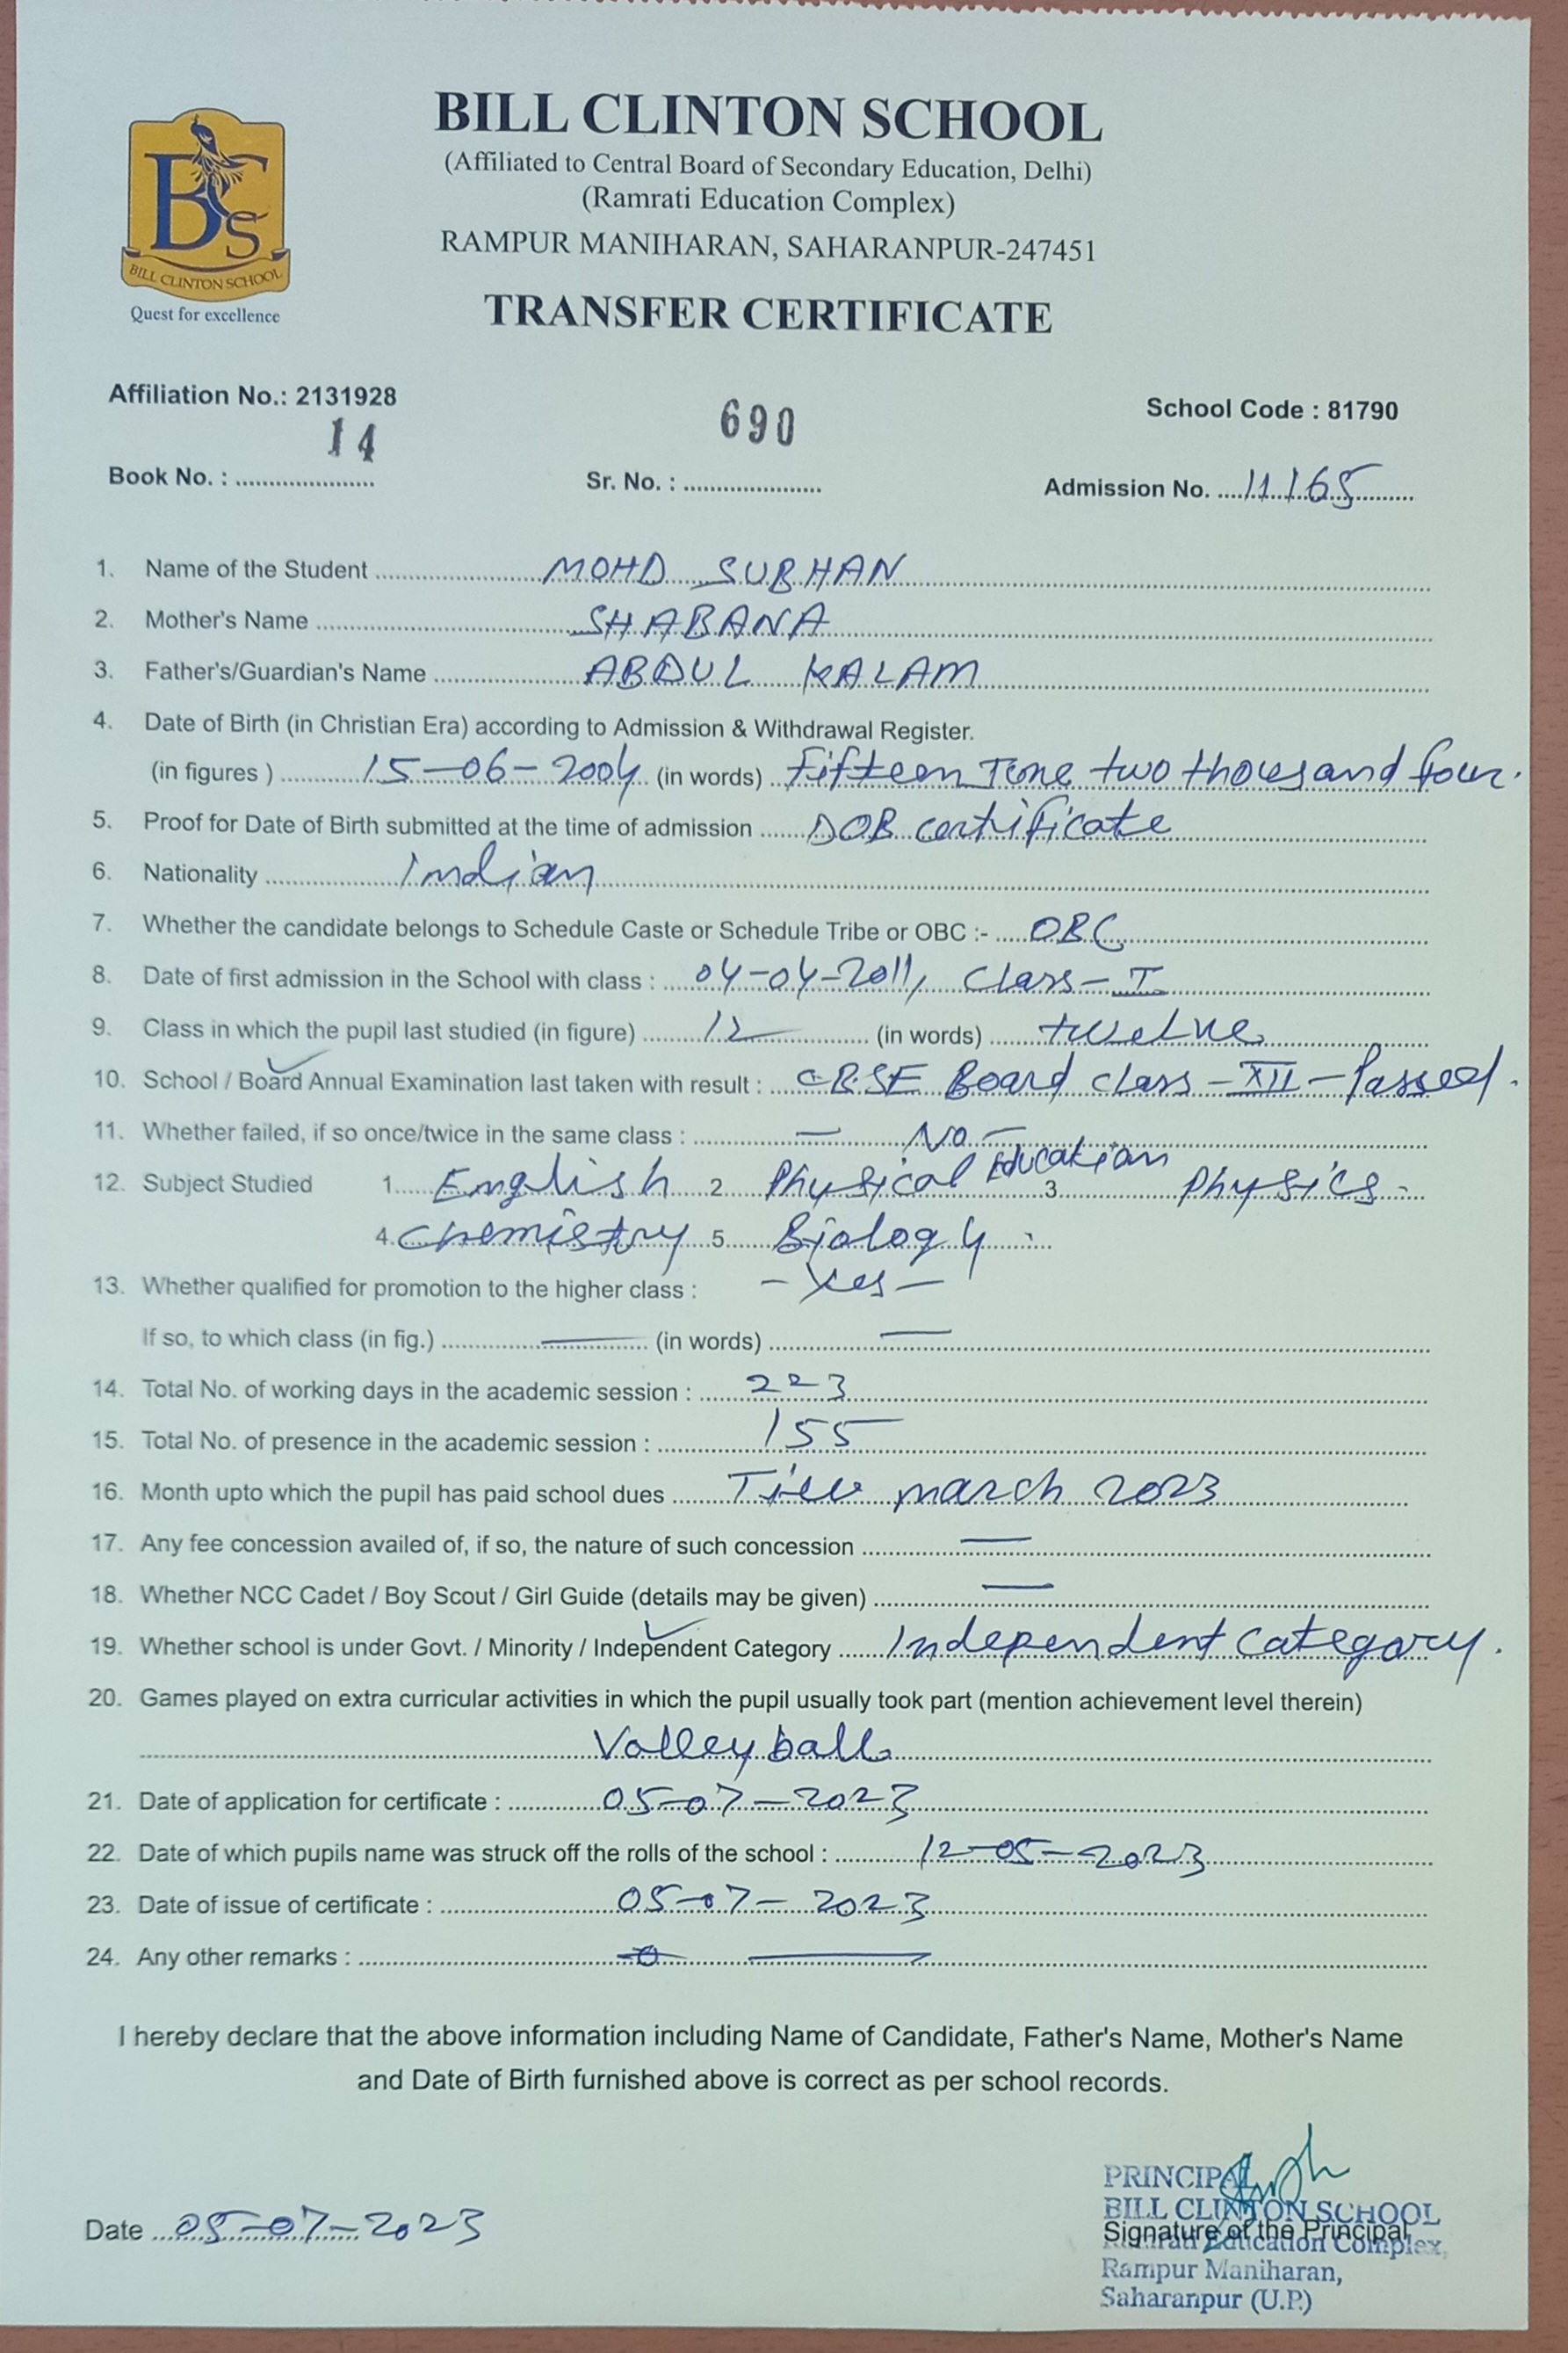 BILL CLINTON SCHOOL
(Affiliated to Central Board of Secondary Education, Delhi)
(Ramrati Education Complex)
RAMPUR MANIHARAN, SAHARANPUR-247451
BCS
BILL CLINTON SCHOOL
Quest for excellence
TRANSFER CERTIFICATE
Affiliation No.: 2131928 School Code : 81790
Book No. : 14 Sr. No. : 690 Admission No. 11165
1. Name of the Student MOHD SUBHAN
2. Mother's Name SHABANA
3. Father's/Guardian's Name ABDUL KALAM
4. Date of Birth (in Christian Era) according to Admission & Withdrawal Register.
(in figures ) 15-06-2004 (in words) Fifteen June two thousand four.
5. Proof for Date of Birth submitted at the time of admission DOB certificate
6. Nationality Indian
7. Whether the candidate belongs to Schedule Caste or Schedule Tribe or OBC :- OBC
8. Date of first admission in the School with class : 04-04-2011, Class-I
9. Class in which the pupil last studied (in figure) 12 (in words) twelve
10. School / Board Annual Examination last taken with result : CBSE Board class-XII-Passed.
11. Whether failed, if so once/twice in the same class : — No —
12. Subject Studied 1. English 2. Physical Education 3. Physics.
4. Chemistry 5. Biology.
13. Whether qualified for promotion to the higher class : - Yes -
If so, to which class (in fig.) — (in words) —
14. Total No. of working days in the academic session : 223
15. Total No. of presence in the academic session : 155
16. Month upto which the pupil has paid school dues Till march 2023
17. Any fee concession availed of, if so, the nature of such concession —
18. Whether NCC Cadet / Boy Scout / Girl Guide (details may be given) —
19. Whether school is under Govt. / Minority / Independent Category Independent category.
20. Games played on extra curricular activities in which the pupil usually took part (mention achievement level therein)
Volleyball
21. Date of application for certificate : 05-07-2023
22. Date of which pupils name was struck off the rolls of the school : 12-05-2023
23. Date of issue of certificate : 05-07-2023
24. Any other remarks : —
I hereby declare that the above information including Name of Candidate, Father's Name, Mother's Name
and Date of Birth furnished above is correct as per school records.
Date 05-07-2023
PRINCIPAL
BILL CLINTON SCHOOL
Signature of the Principal
Ramrati Education Complex,
Rampur Maniharan,
Saharanpur (U.P.)